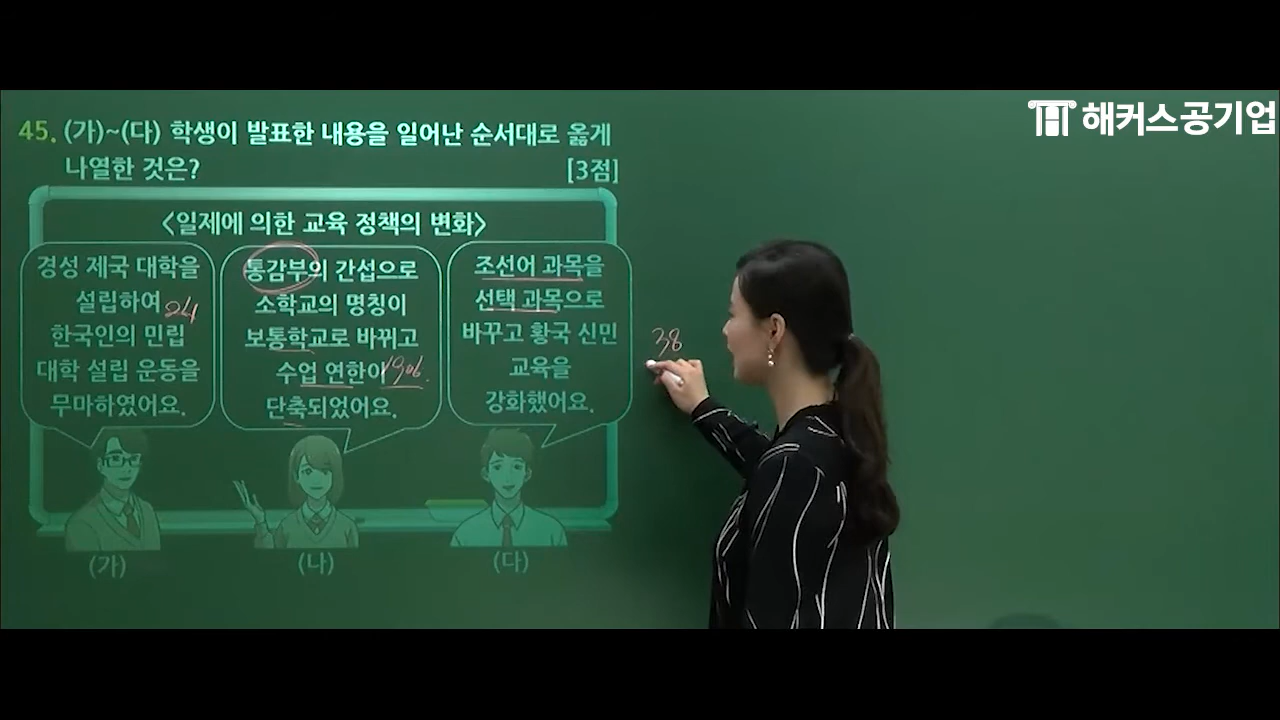 해커스공기업
45. (가)~(다) 학생이 발표한 내용을 일어난 순서대로 옳게
나열한 것은? [3점]
<일제에 의한 교육 정책의 변화>
경성 제국 대학을
설립하여 24
한국인의 민립
대학 설립 운동을
무마하였어요.
통감부의 간섭으로
소학교의 명칭이
보통학교로 바뀌고
수업 연한이 1906.
단축되었어요.
조선어 과목을
선택 과목으로
바꾸고 황국 신민
교육을
강화했어요.
38
(가)
(나)
(다)